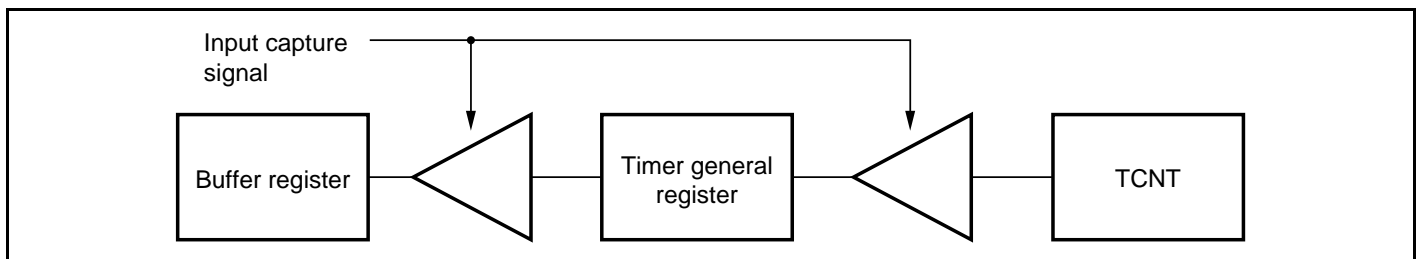 Input capture
signal
Buffer register
Timer general
register
TCNT